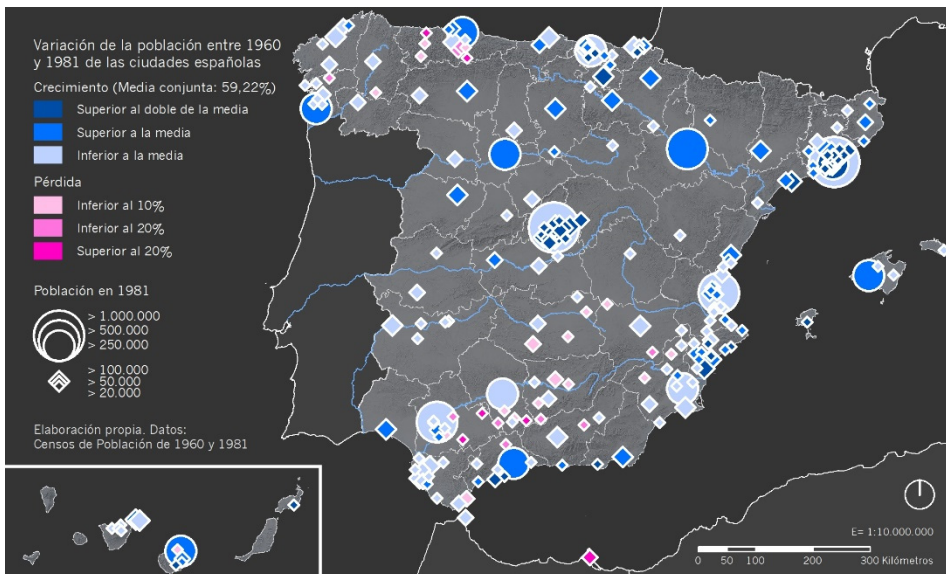 Variación de la población entre 1960
y 1981 de las ciudades españolas
Crecimiento (Media conjunta: 59,22%)
Superior al doble de la media
Superior a la media
Inferior a la media
Pérdida
Inferior al 10%
Inferior al 20%
Superior al 20%
Población en 1981
> 1.000.000
> 500.000
> 250.000
> 100.000
> 50.000
> 20.000
Elaboración propia. Datos:
Censos de Población de 1960 y 1981
E= 1:10.000.000
0 50 100 200 300 Kilómetros